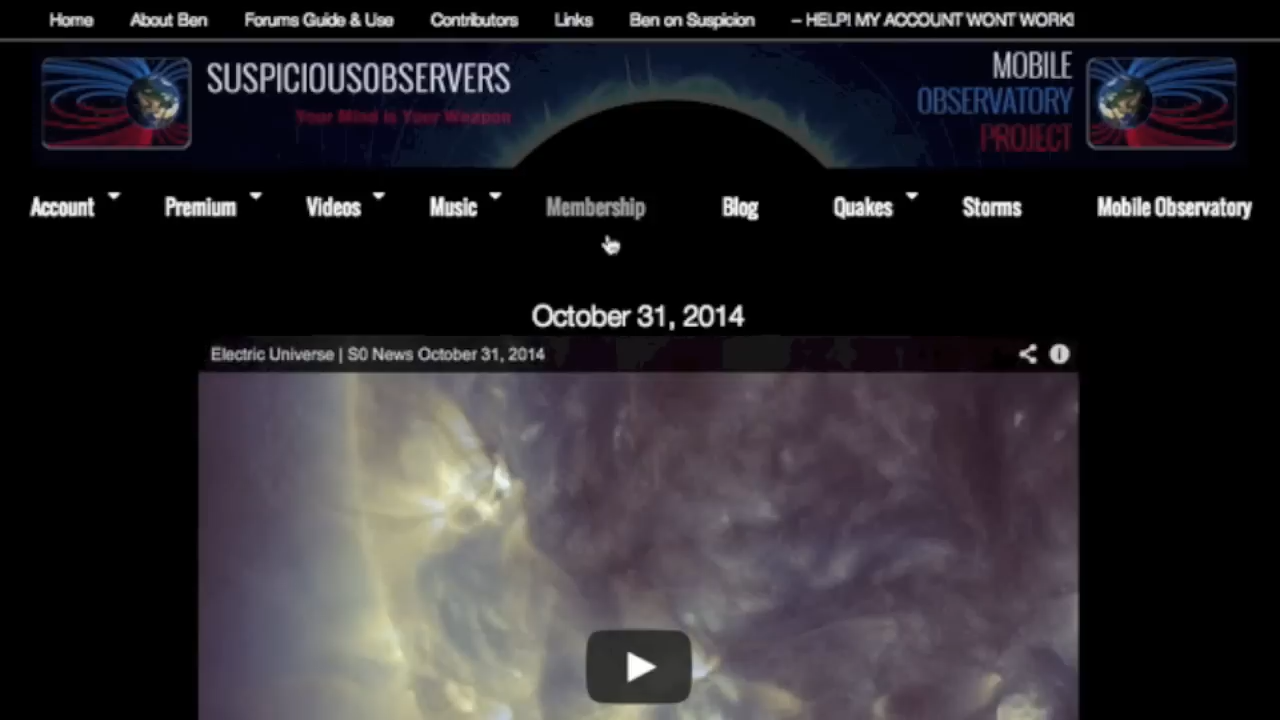 Home About Ben Forums Guide & Use Contributors Links Ben on Suspicion – HELP! MY ACCOUNT WONT WORK!
SUSPICIOUSOBSERVERS
Your Mind is Your Weapon
MOBILE
OBSERVATORY
PROJECT
Account Premium Videos Music Membership Blog Quakes Storms Mobile Observatory
October 31, 2014
Electric Universe | S0 News October 31, 2014